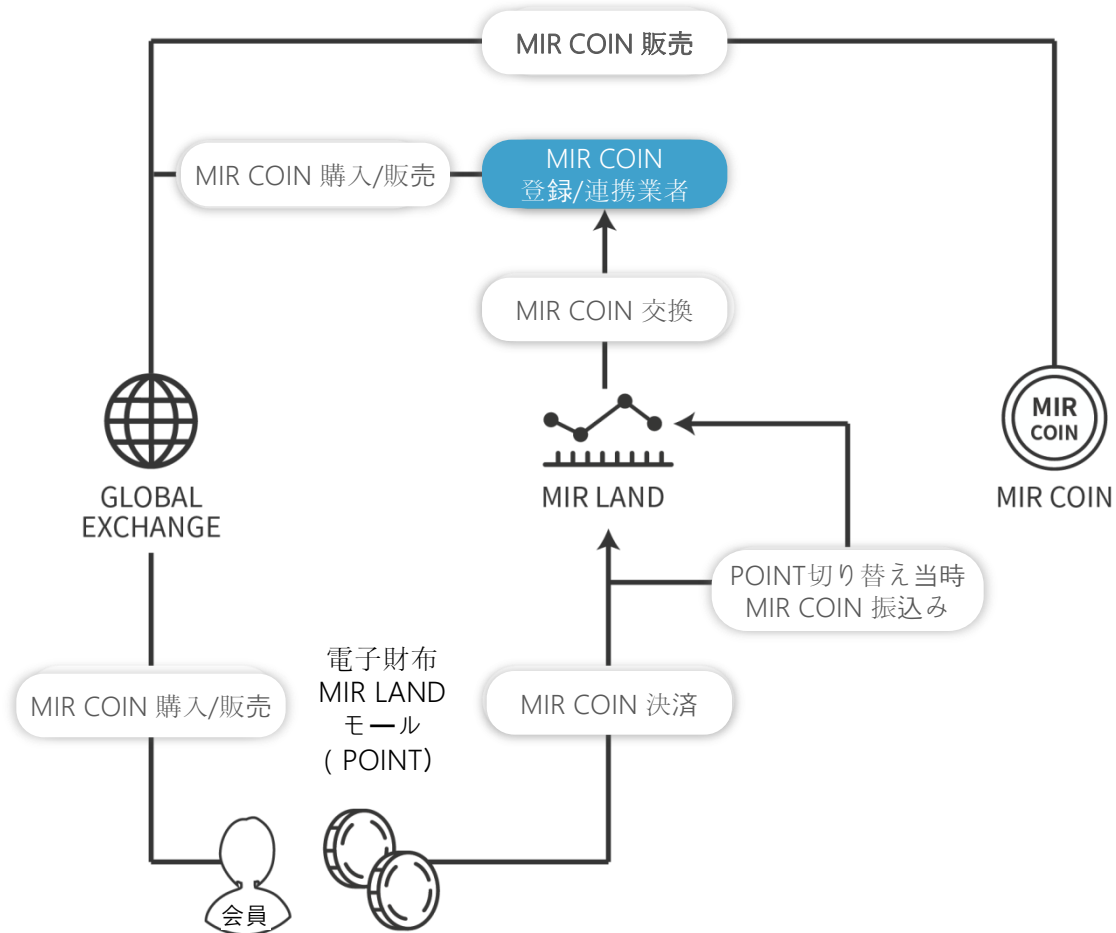 MIR COIN 販売
MIR COIN 購入/販売
MIR COIN
登録/連携業者
MIR COIN 交換
GLOBAL
EXCHANGE
MIR LAND
MIR
COIN
MIR COIN
POINT切り替え当時
MIR COIN 振込み
MIR COIN 購入/販売
電子財布
MIR LAND
モール
( POINT)
MIR COIN 決済
会員